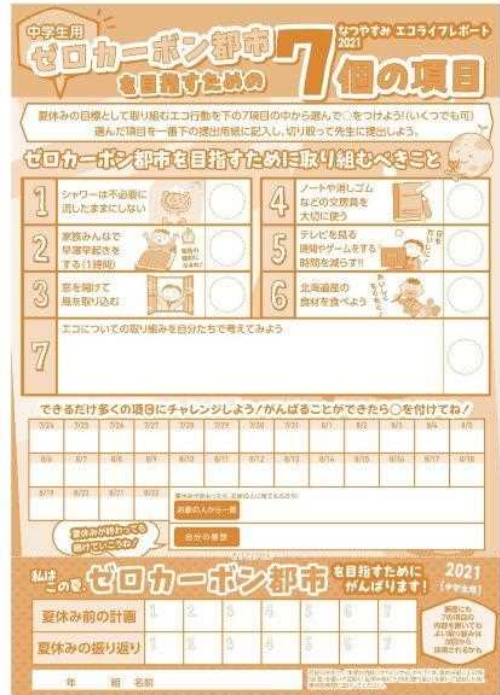 中学生用
なつやすみ エコライフレポート
2021
ゼロカーボン都市
を目指すための
7個の項目
夏休みの目標として取り組むエコ行動を下の7項目の中から選んで○をつけよう!(いくつでも可)
選んだ項目を一番下の提出用紙に記入し、切り取って先生に提出しよう。
ゼロカーボン都市を目指すために取り組むべきこと
1
シャワーは不必要に
流したままにしない
2
家族みんなで
早寝早起きを
する(1時間)
3
窓を開けて
風を取り込む
4
ノートや消しゴム
などの文房具を
大切に使う
5
テレビを見る
時間やゲームをする
時間を減らす!!
6
北海道産の
食材を食べよう
7
エコについての取り組みを自分たちで考えてみよう
できるだけ多くの項目にチャレンジしよう!がんばることができたら○を付けてね!
7/24 7/25 7/26 7/27 7/28 7/29 7/30 7/31 8/1 8/2 8/3 8/4 8/5
8/6 8/7 8/8 8/9 8/10 8/11 8/12 8/13 8/14 8/15 8/16 8/17 8/18
8/19 8/20 8/21 8/22
お家の人から一言
自分の感想
夏休みが終わっても
続けていこうね!
私は
この夏、
ゼロカーボン都市
を目指すために
がんばります!
2021
[中学生用]
夏休み前の計画 1 2 3 4 5 6 7
夏休みの振り返り 1 2 3 4 5 6 7
年 組 名前